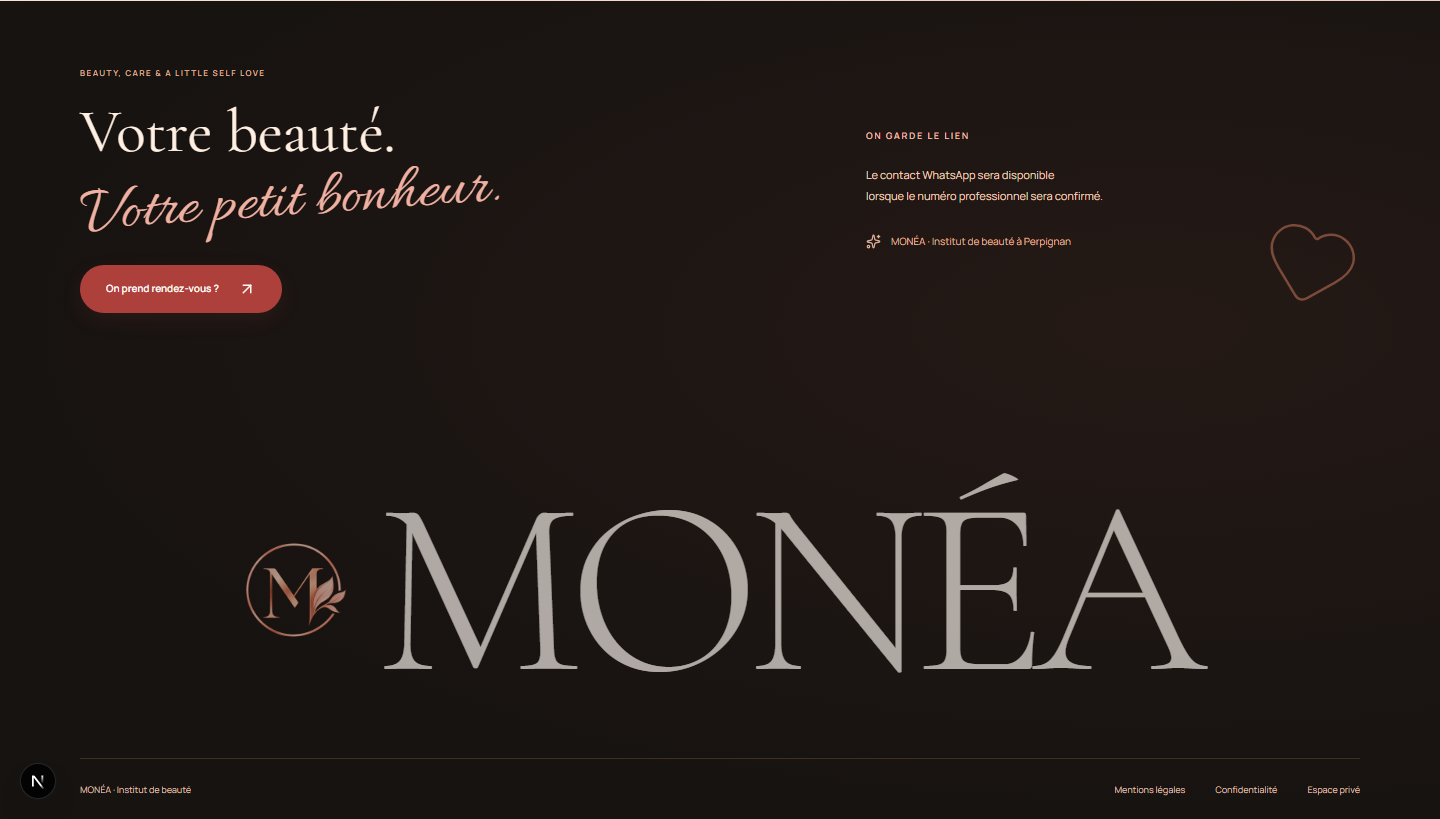 BEAUTY, CARE & A LITTLE SELF LOVE
Votre beauté.
Votre petit bonheur.
On prend rendez-vous ?
ON GARDE LE LIEN
Le contact WhatsApp sera disponible
lorsque le numéro professionnel sera confirmé.
MONÉA · Institut de beauté à Perpignan
M
MONÉA
N
MONÉA · Institut de beauté
Mentions légales
Confidentialité
Espace privé